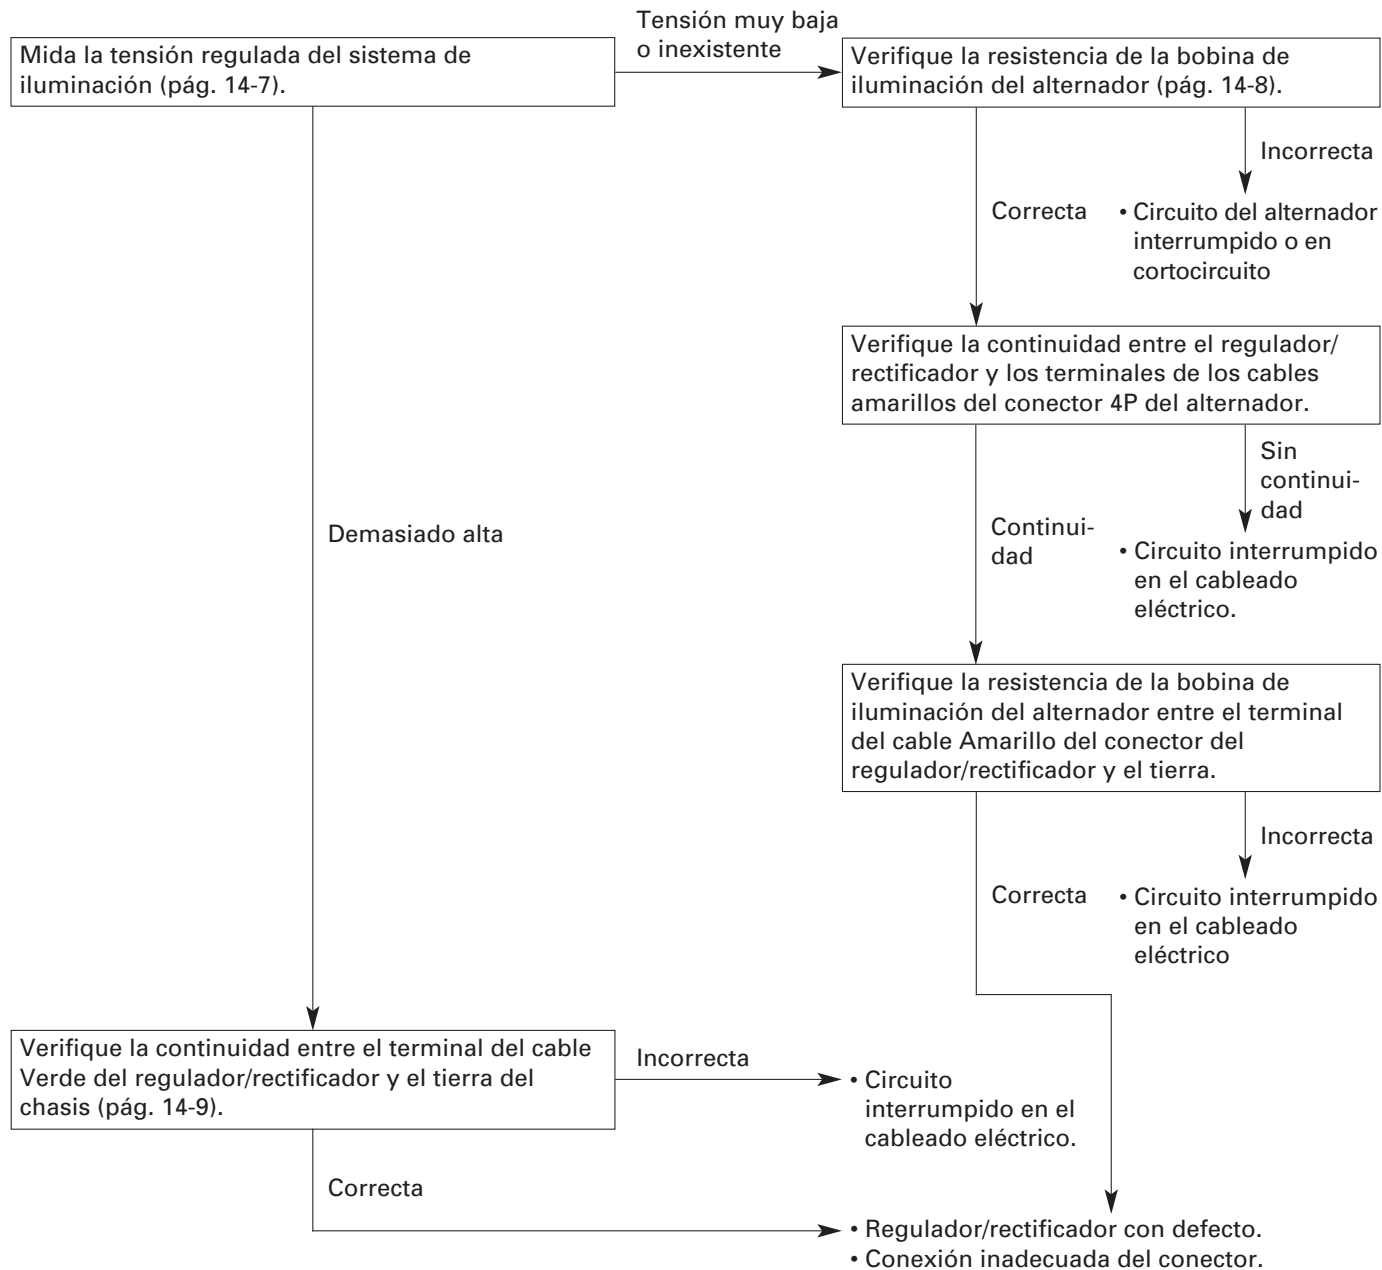 Tensión muy baja
o inexistente
Mida la tensión regulada del sistema de
iluminación (pág. 14-7).
Verifique la resistencia de la bobina de
iluminación del alternador (pág. 14-8).
Incorrecta
Correcta
• Circuito del alternador
interrumpido o en
cortocircuito
Verifique la continuidad entre el regulador/
rectificador y los terminales de los cables
amarillos del conector 4P del alternador.
Sin
continui-
dad
Continui-
dad
Demasiado alta
• Circuito interrumpido
en el cableado
eléctrico.
Verifique la resistencia de la bobina de
iluminación del alternador entre el terminal
del cable Amarillo del conector del
regulador/rectificador y el tierra.
Incorrecta
Correcta
• Circuito interrumpido
en el cableado
eléctrico
Verifique la continuidad entre el terminal del cable
Verde del regulador/rectificador y el tierra del
chasis (pág. 14-9).
Incorrecta
• Circuito
interrumpido en el
cableado eléctrico.
Correcta
• Regulador/rectificador con defecto.
• Conexión inadecuada del conector.